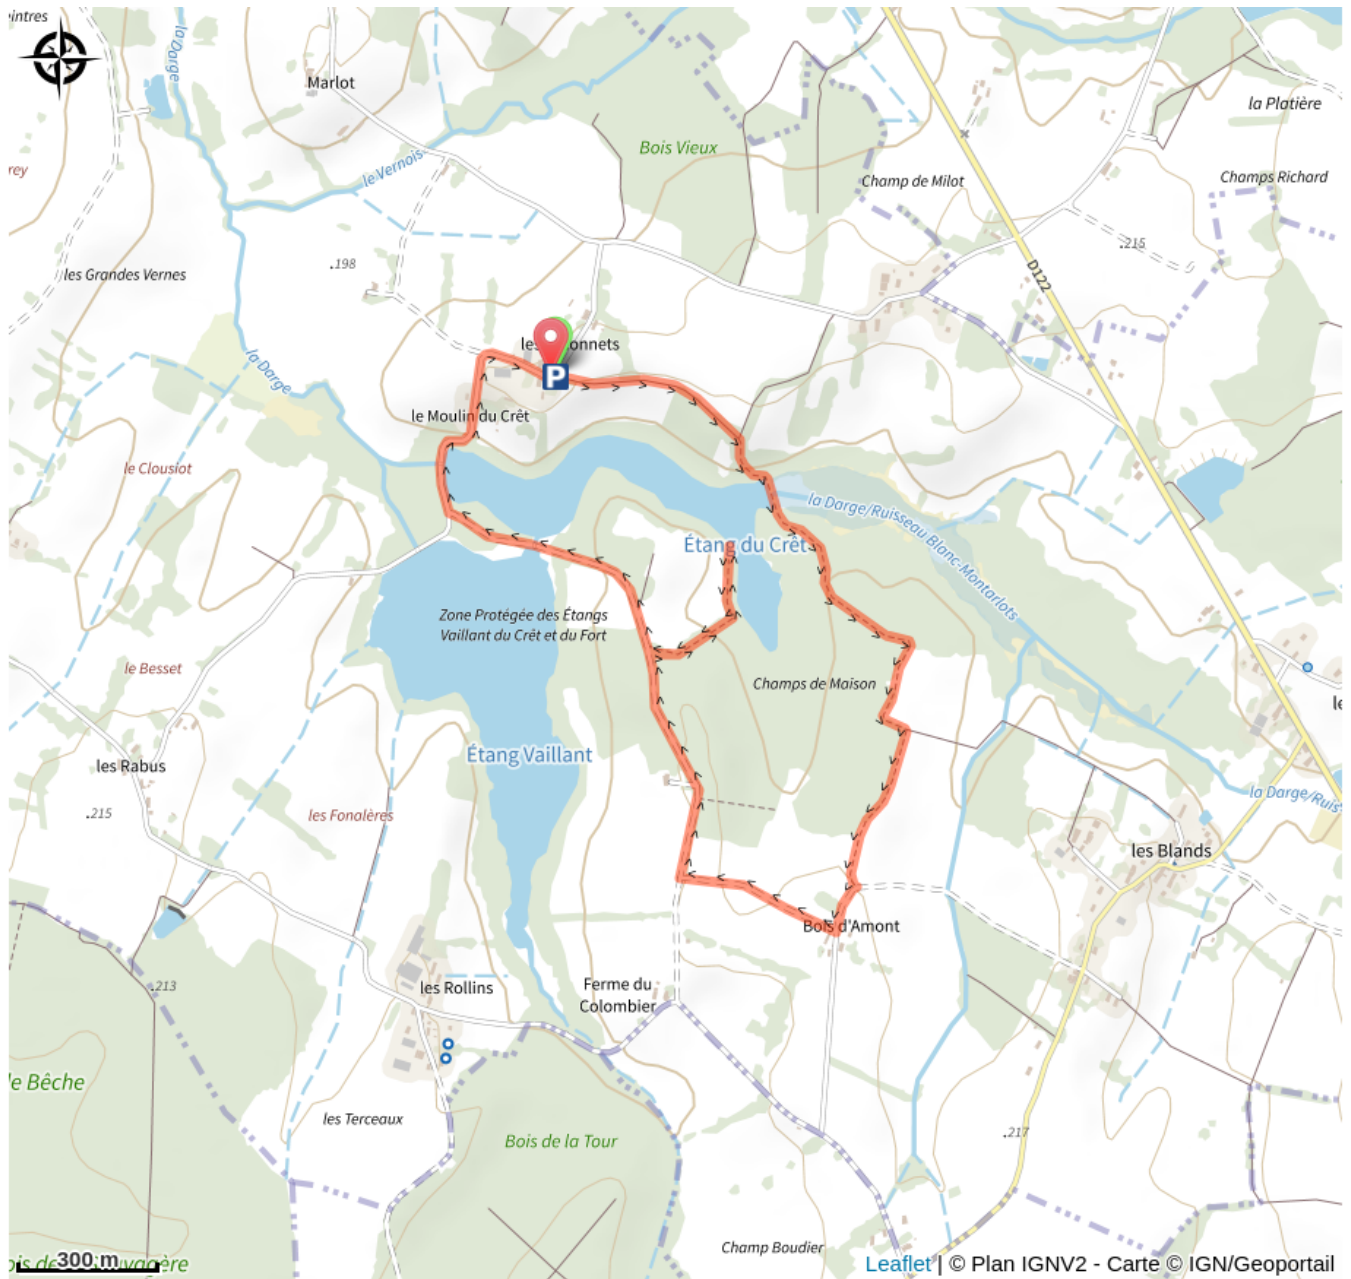 eintres
la Darge
Marlot
la Platière
Bois Vieux
le Vernois
rey
Champ de Milot
Champs Richard
.215
.198
les Grandes Vernes
D122
la Darge
le Moulin du Crêt
P
le Clousiot
la Darge/Ruisseau Blanc-Montarlots
Étang du Crêt
Zone Protégée des Étangs
Vaillant du Crêt et du Fort
le Besset
Champs de Maison
le
Étang Vaillant
les Rabus
.215
les Fonalères
la Darge/Ruis
les Blands
Bois d'Amont
.213
les Rollins
Ferme du
Colombier
le Bêche
les Terceaux
Bois de la Tour
.217
Champ Boudier
300 m
Leaflet | © Plan IGNV2 - Carte © IGN/Geoportail